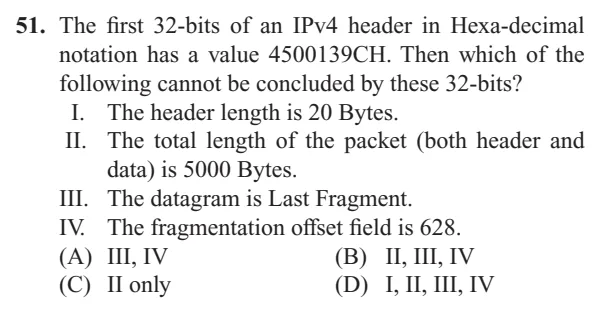 51. The first 32-bits of an IPv4 header in Hexa-decimal
notation has a value 4500139CH. Then which of the
following cannot be concluded by these 32-bits?
I. The header length is 20 Bytes.
II. The total length of the packet (both header and
data) is 5000 Bytes.
III. The datagram is Last Fragment.
IV. The fragmentation offset field is 628.
(A) III, IV (B) II, III, IV
(C) II only (D) I, II, III, IV